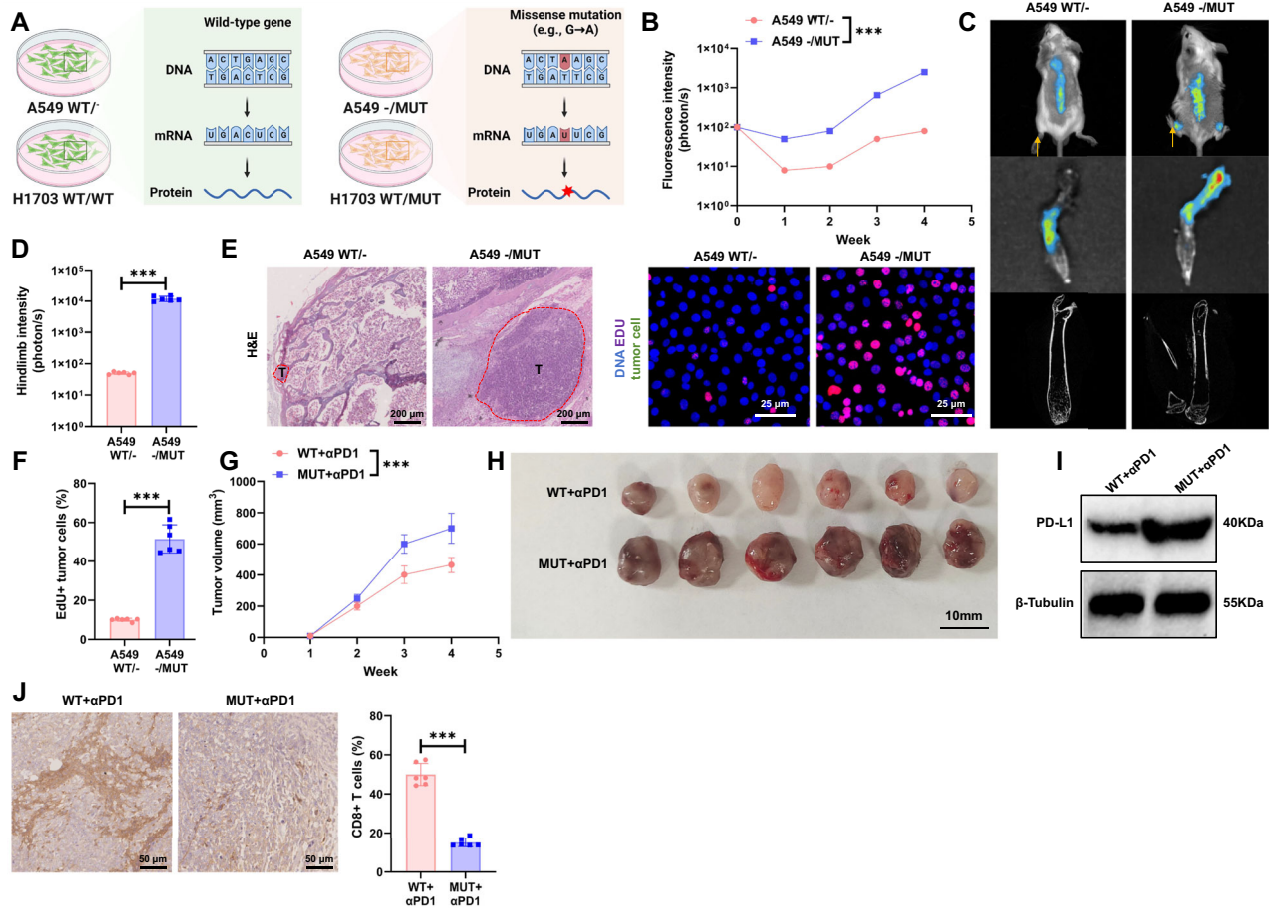 A
Wild-type gene
DNA
A C T G A C C
T G A C T C G
mRNA
U G A C U C G
Protein
A549 WT/-
H1703 WT/WT
Missense mutation
(e.g., G→A)
DNA
A C T A A G C
T G A T T C G
mRNA
U G A U U C G
Protein
A549 -/MUT
H1703 WT/MUT
B
A549 WT/-
A549 -/MUT
***
Fluorescence intensity
(photon/s)
1×10⁴
1×10³
1×10²
1×10¹
1×10⁰
0 1 2 3 4 5
Week
C
A549 WT/-
A549 -/MUT
D
Hindlimb intensity
(photon/s)
1×10⁵
1×10⁴
1×10³
1×10²
1×10¹
1×10⁰
***
A549 WT/-
A549 -/MUT
E
A549 WT/-
A549 -/MUT
H&E
T
200 µm
T
200 µm
A549 WT/-
A549 -/MUT
DNA EDU
tumor cell
25 µm
25 µm
F
EdU+ tumor cells (%)
80
60
40
20
0
***
A549 WT/-
A549 -/MUT
G
WT+αPD1
MUT+αPD1
***
Tumor volume (mm³)
1000
800
600
400
200
0
0 1 2 3 4 5
Week
H
WT+αPD1
MUT+αPD1
10mm
I
WT+αPD1
MUT+αPD1
PD-L1
40KDa
β-Tubulin
55KDa
J
WT+αPD1
MUT+αPD1
50 µm
50 µm
CD8+ T cells (%)
80
60
40
20
0
***
WT+
αPD1
MUT+
αPD1